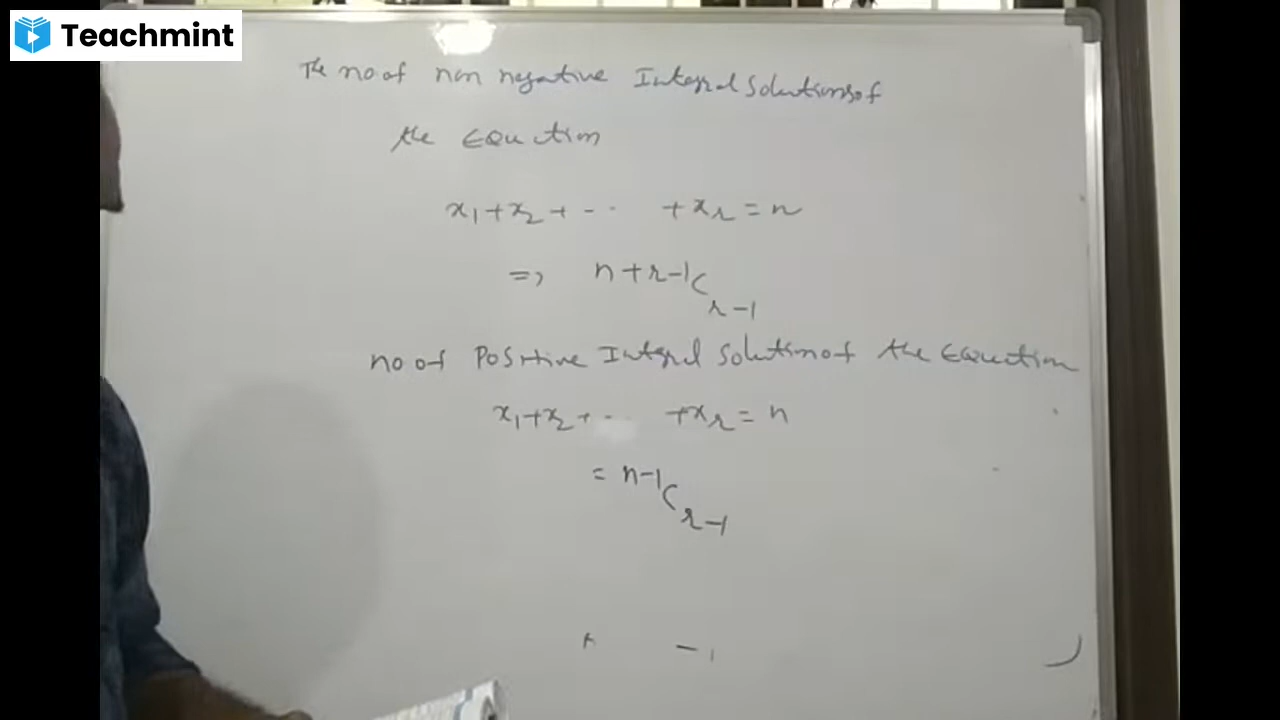 Teachmint
The no of non negative Integral Solutions of
the Equation
x₁+x₂+-.. +xᵣ=n
=> n+r-1Cᵣ₋₁
no of Positive Integral Solution of the Equation
x₁+x₂+-. +xᵣ=n
= n-1Cᵣ₋₁